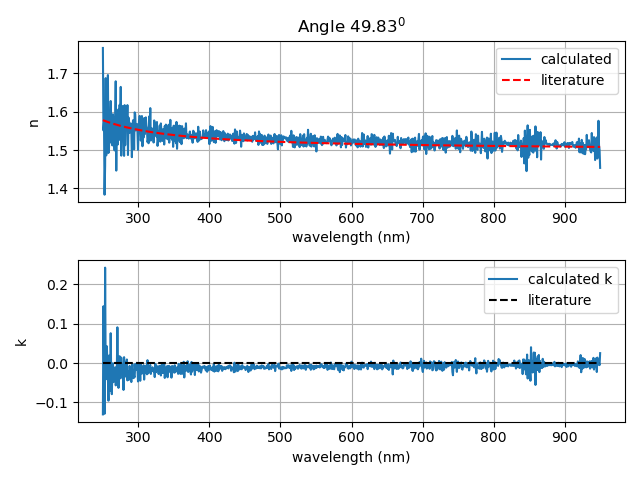 Angle 49.83⁰
calculated
literature
n
1.7
1.6
1.5
1.4
300 400 500 600 700 800 900
wavelength (nm)
calculated k
literature
k
0.2
0.1
0.0
−0.1
300 400 500 600 700 800 900
wavelength (nm)